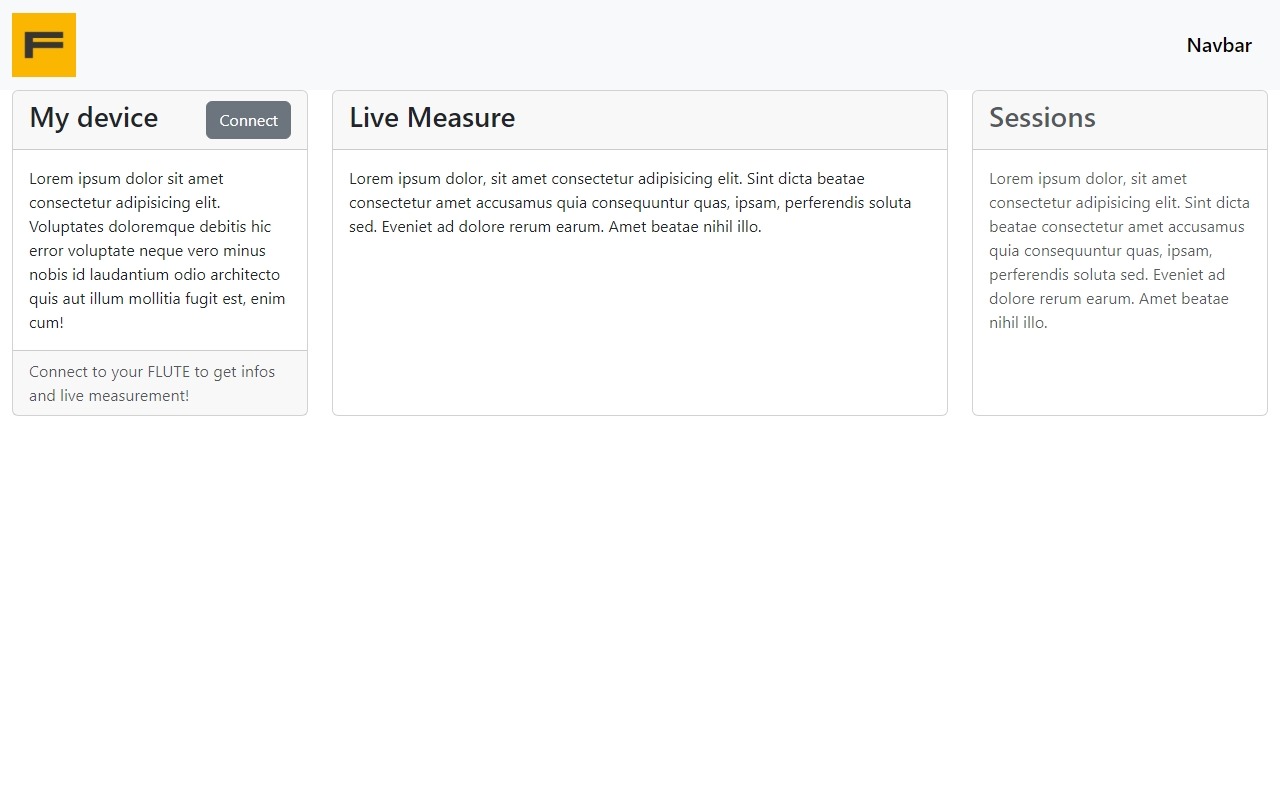 F
Navbar
My device
Connect
Lorem ipsum dolor sit amet
consectetur adipisicing elit.
Voluptates doloremque debitis hic
error voluptate neque vero minus
nobis id laudantium odio architecto
quis aut illum mollitia fugit est, enim
cum!
Connect to your FLUTE to get infos
and live measurement!
Live Measure
Lorem ipsum dolor, sit amet consectetur adipisicing elit. Sint dicta beatae
consectetur amet accusamus quia consequuntur quas, ipsam, perferendis soluta
sed. Eveniet ad dolore rerum earum. Amet beatae nihil illo.
Sessions
Lorem ipsum dolor, sit amet
consectetur adipisicing elit. Sint dicta
beatae consectetur amet accusamus
quia consequuntur quas, ipsam,
perferendis soluta sed. Eveniet ad
dolore rerum earum. Amet beatae
nihil illo.